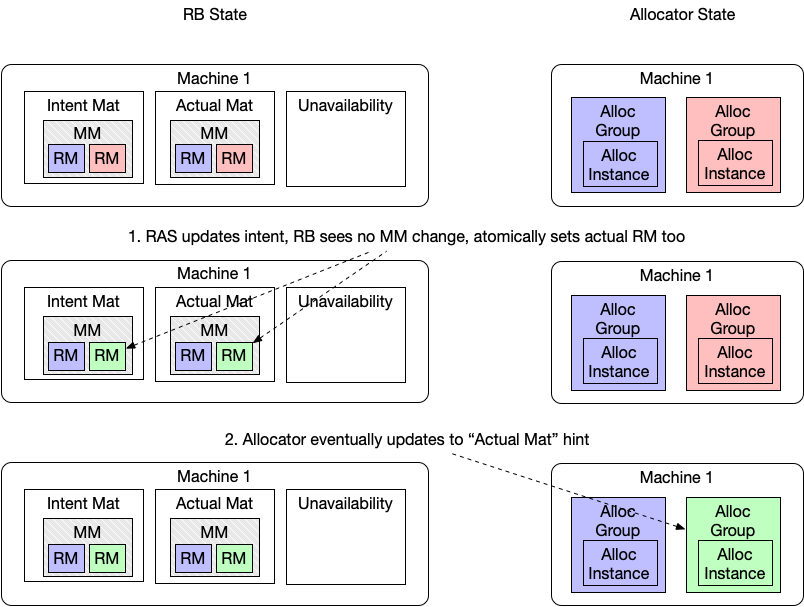 RB State
Allocator State
Machine 1
Intent Mat
MM
RM
RM
Actual Mat
MM
RM
RM
Unavailability
Machine 1
Alloc
Group
Alloc
Instance
Alloc
Group
Alloc
Instance
1. RAS updates intent, RB sees no MM change, atomically sets actual RM too
Machine 1
Intent Mat
MM
RM
RM
Actual Mat
MM
RM
RM
Unavailability
Machine 1
Alloc
Group
Alloc
Instance
Alloc
Group
Alloc
Instance
2. Allocator eventually updates to “Actual Mat” hint
Machine 1
Intent Mat
MM
RM
RM
Actual Mat
MM
RM
RM
Unavailability
Machine 1
Alloc
Group
Alloc
Instance
Alloc
Group
Alloc
Instance